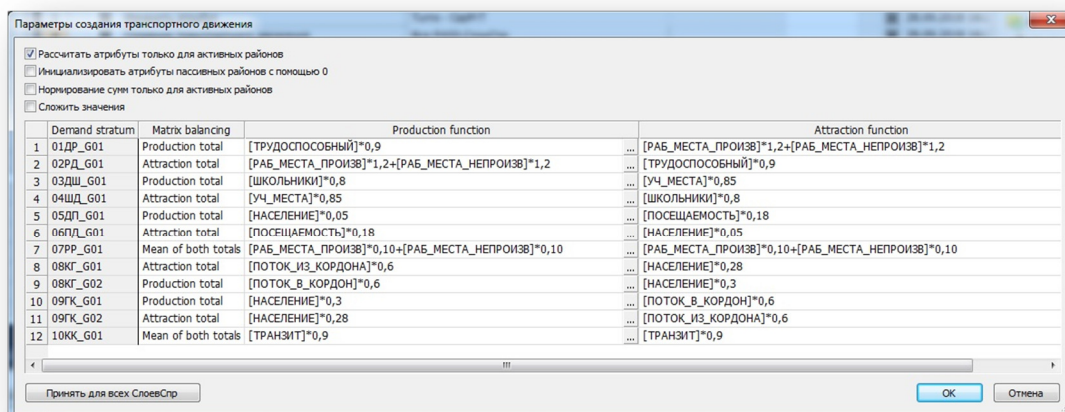 Параметры создания транспортного движения
Рассчитать атрибуты только для активных районов
Инициализировать атрибуты пассивных районов с помощью 0
Нормирование сумм только для активных районов
Сложить значения
Demand stratum Matrix balancing Production function Attraction function
1 01ДР_G01 Production total [ТРУДОСПОСОБНЫЙ]*0,9 ... [РАБ_МЕСТА_ПРОИЗВ]*1,2+[РАБ_МЕСТА_НЕПРОИЗВ]*1,2
2 02РД_G01 Attraction total [РАБ_МЕСТА_ПРОИЗВ]*1,2+[РАБ_МЕСТА_НЕПРОИЗВ]*1,2 ... [ТРУДОСПОСОБНЫЙ]*0,9
3 03ДШ_G01 Production total [ШКОЛЬНИКИ]*0,8 ... [УЧ_МЕСТА]*0,85
4 04ШД_G01 Attraction total [УЧ_МЕСТА]*0,85 ... [ШКОЛЬНИКИ]*0,8
5 05ДП_G01 Production total [НАСЕЛЕНИЕ]*0,05 ... [ПОСЕЩАЕМОСТЬ]*0,18
6 06ПД_G01 Attraction total [ПОСЕЩАЕМОСТЬ]*0,18 ... [НАСЕЛЕНИЕ]*0,05
7 07РР_G01 Mean of both totals [РАБ_МЕСТА_ПРОИЗВ]*0,10+[РАБ_МЕСТА_НЕПРОИЗВ]*0,10 ... [РАБ_МЕСТА_ПРОИЗВ]*0,10+[РАБ_МЕСТА_НЕПРОИЗВ]*0,10
8 08КГ_G01 Attraction total [ПОТОК_ИЗ_КОРДОНА]*0,6 ... [НАСЕЛЕНИЕ]*0,28
9 08КГ_G02 Production total [ПОТОК_В_КОРДОН]*0,6 ... [НАСЕЛЕНИЕ]*0,3
10 09ГК_G01 Production total [НАСЕЛЕНИЕ]*0,3 ... [ПОТОК_В_КОРДОН]*0,6
11 09ГК_G02 Attraction total [НАСЕЛЕНИЕ]*0,28 ... [ПОТОК_ИЗ_КОРДОНА]*0,6
12 10КК_G01 Mean of both totals [ТРАНЗИТ]*0,9 ... [ТРАНЗИТ]*0,9
Принять для всех СлоевСпр OK Отмена